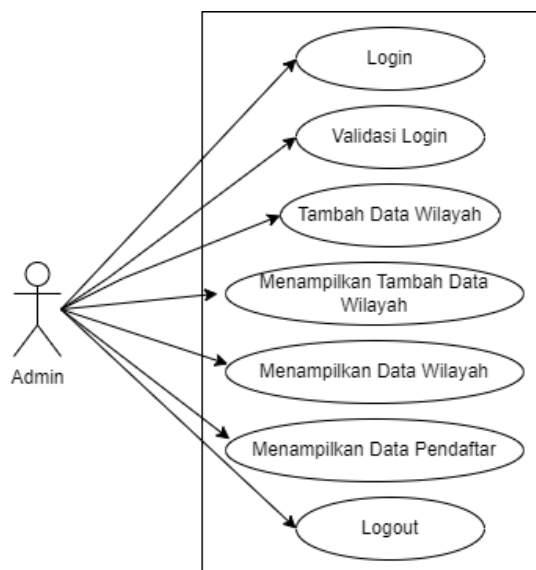 Login
Validasi Login
Tambah Data Wilayah
Menampilkan Tambah Data
Wilayah
Admin
Menampilkan Data Wilayah
Menampilkan Data Pendaftar
Logout